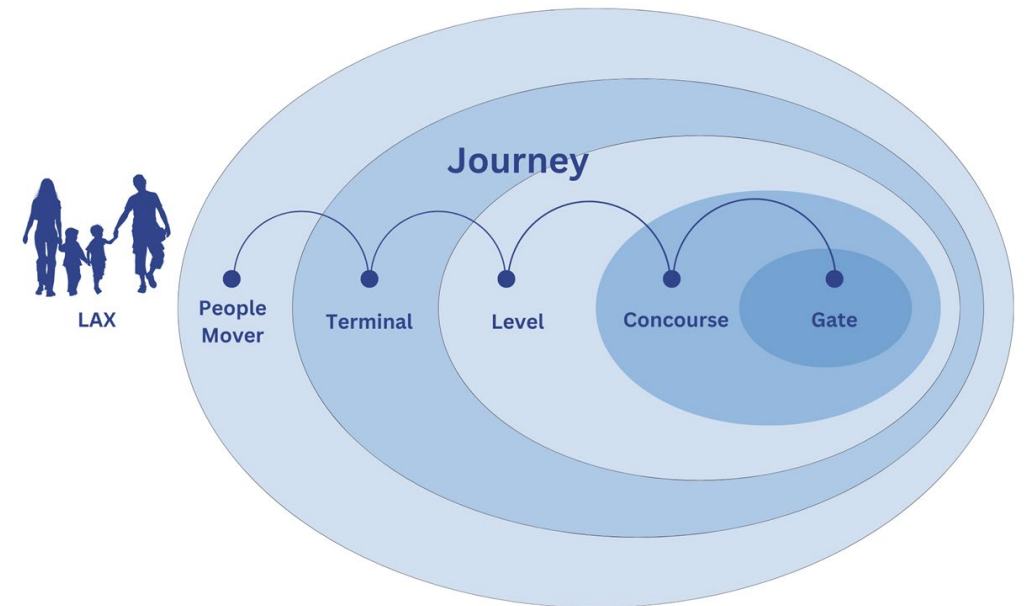 Journey
LAX
People
Mover
Terminal
Level
Concourse
Gate